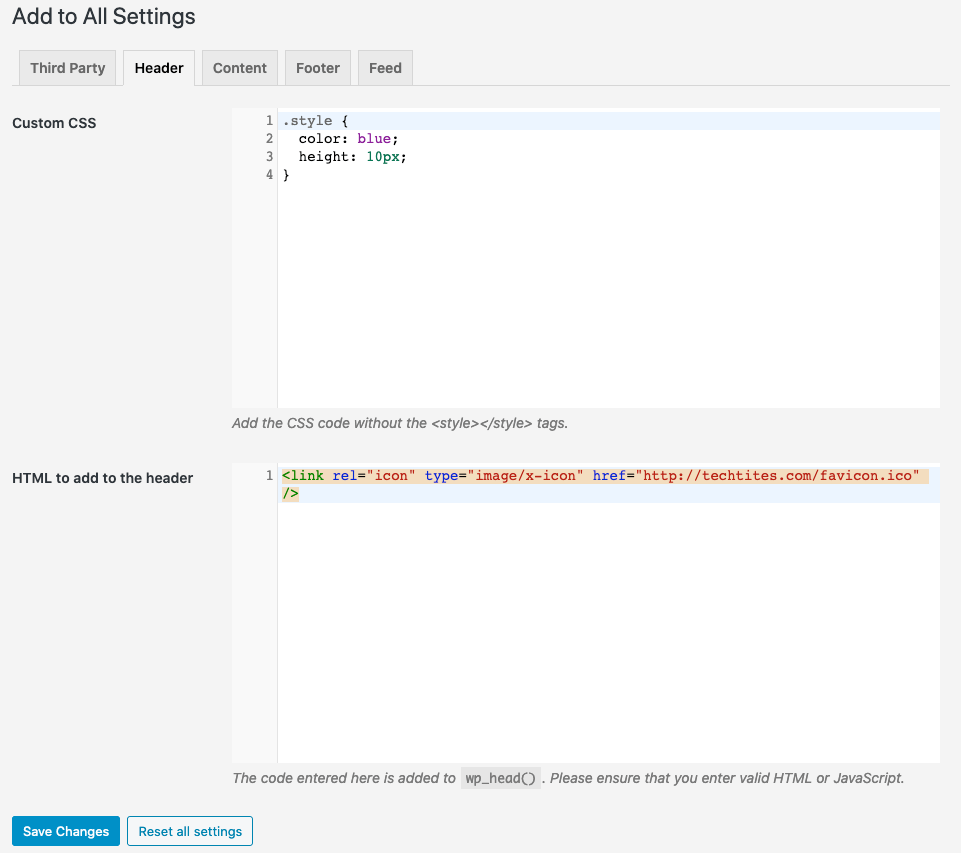 Add to All Settings
Third Party Header Content Footer Feed
Custom CSS
1 .style {
2 color: blue;
3 height: 10px;
4 }
Add the CSS code without the <style></style> tags.
HTML to add to the header
1 <link rel="icon" type="image/x-icon" href="http://techtites.com/favicon.ico"
/>
The code entered here is added to wp_head() . Please ensure that you enter valid HTML or JavaScript.
Save Changes Reset all settings